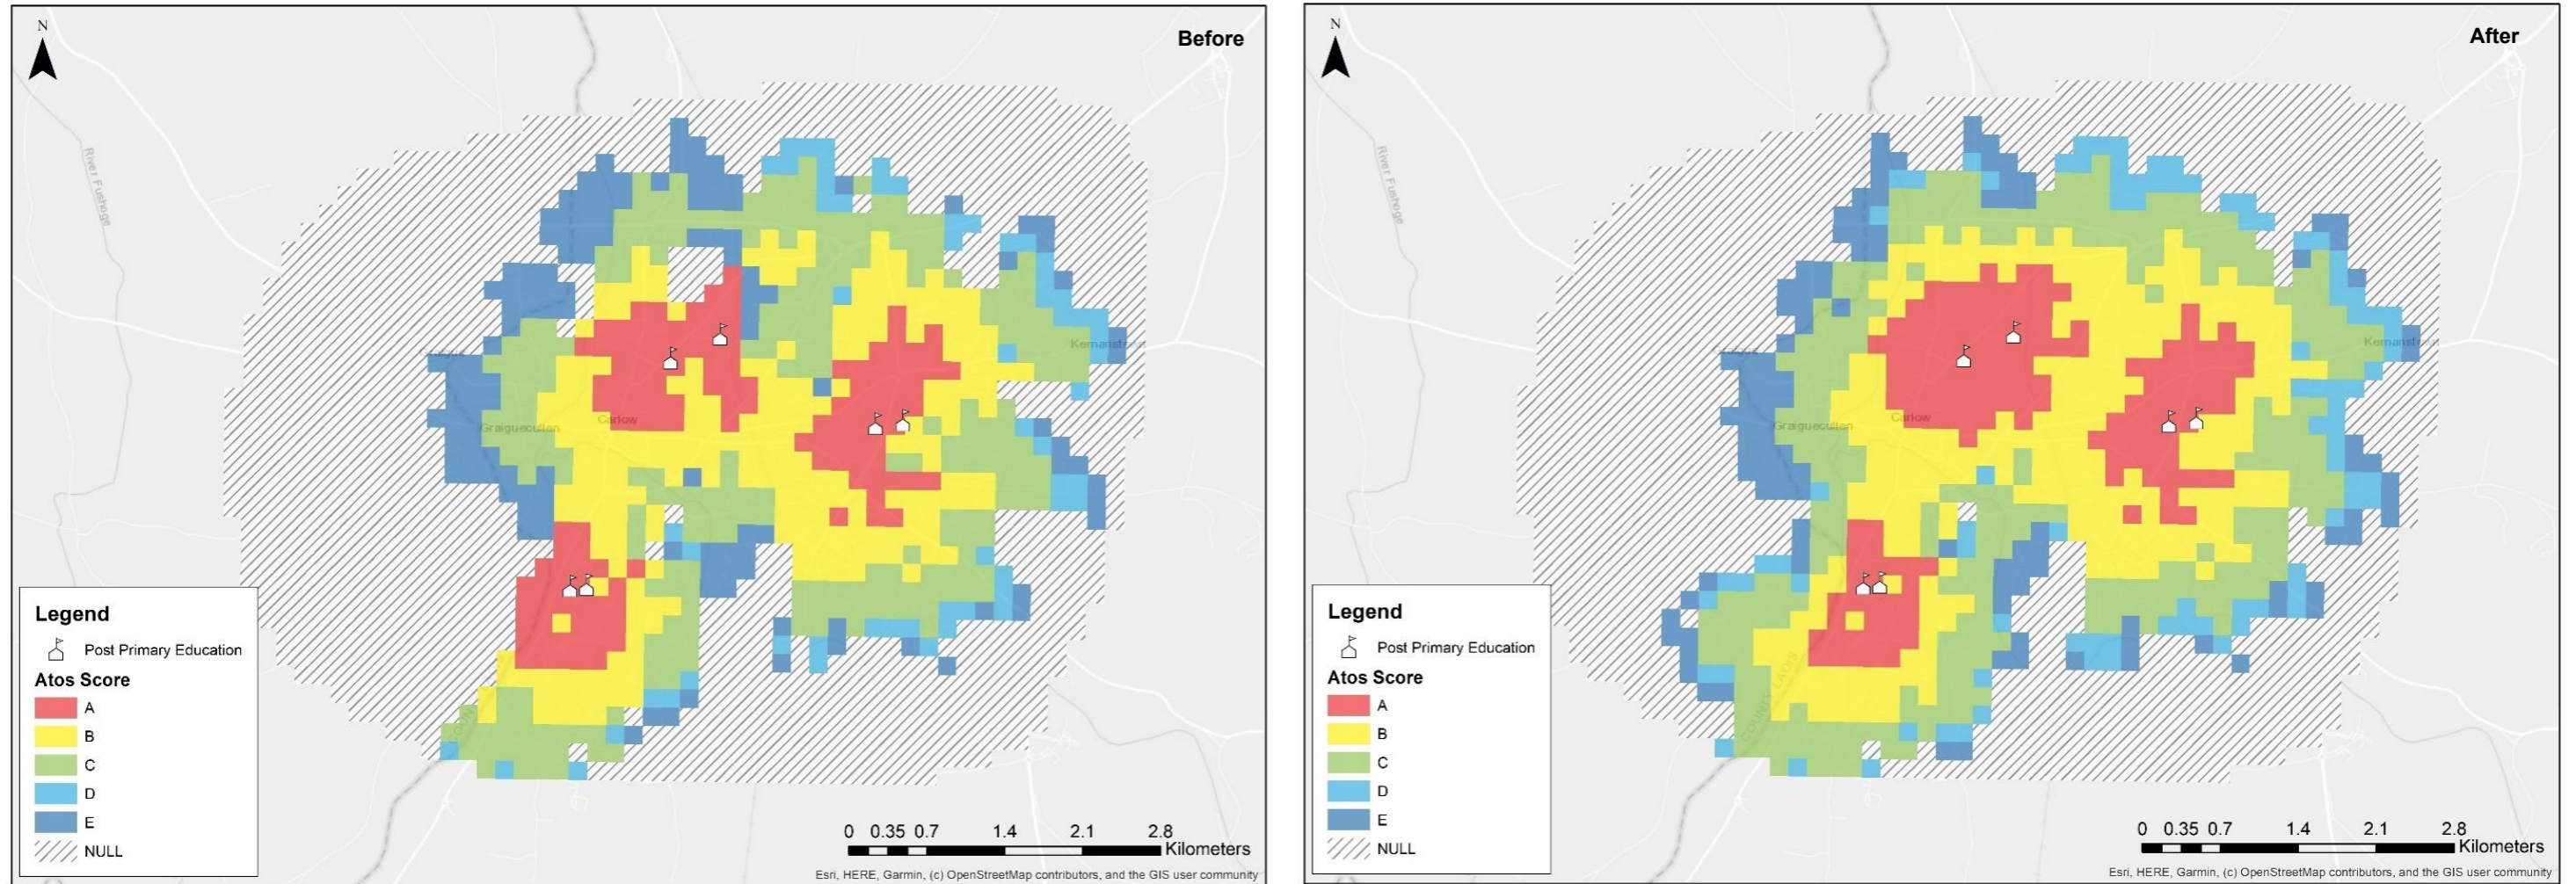 N
Before
River Fushoge
Kernanstown
Carlow
Graiguecullen
Legend
Post Primary Education
Atos Score
A
B
C
D
E
NULL
0 0.35 0.7 1.4 2.1 2.8
Kilometers
Esri, HERE, Garmin, (c) OpenStreetMap contributors, and the GIS user community
N
After
River Fushoge
Kernanstown
Carlow
Graiguecullen
COUNTY LAOIS
Legend
Post Primary Education
Atos Score
A
B
C
D
E
NULL
0 0.35 0.7 1.4 2.1 2.8
Kilometers
Esri, HERE, Garmin, (c) OpenStreetMap contributors, and the GIS user community